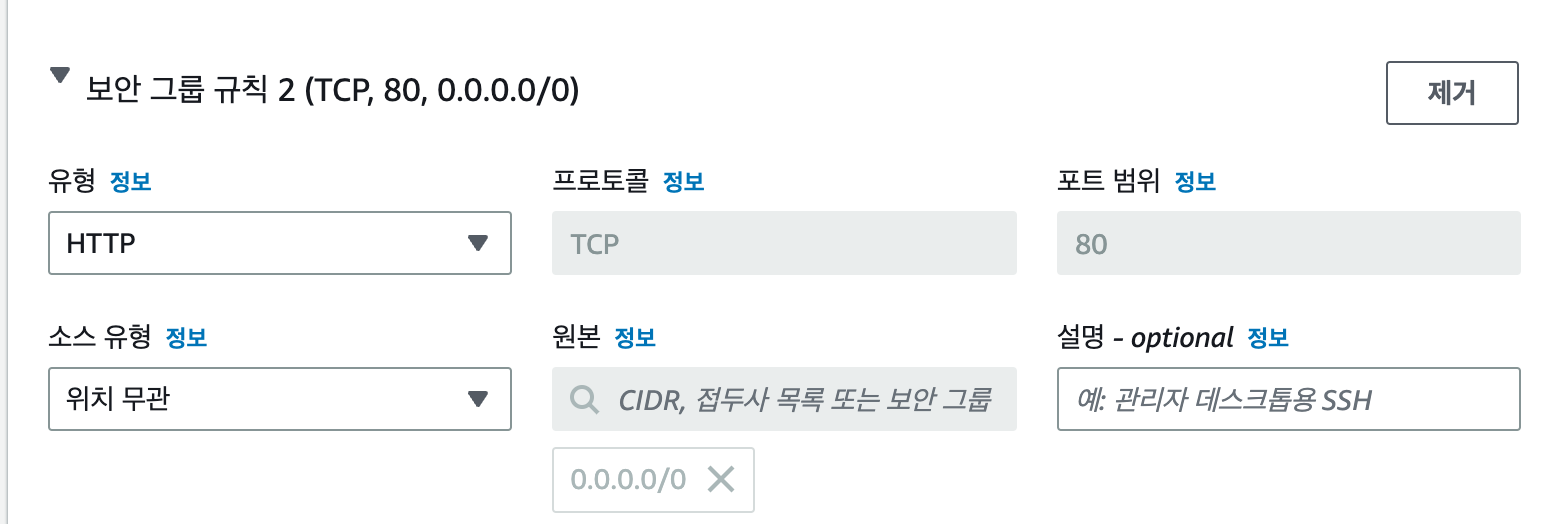 보안 그룹 규칙 2 (TCP, 80, 0.0.0.0/0)
제거
유형 정보
프로토콜 정보
포트 범위 정보
HTTP
TCP
80
소스 유형 정보
원본 정보
설명 - optional 정보
위치 무관
CIDR, 접두사 목록 또는 보안 그룹
예: 관리자 데스크톱용 SSH
0.0.0.0/0